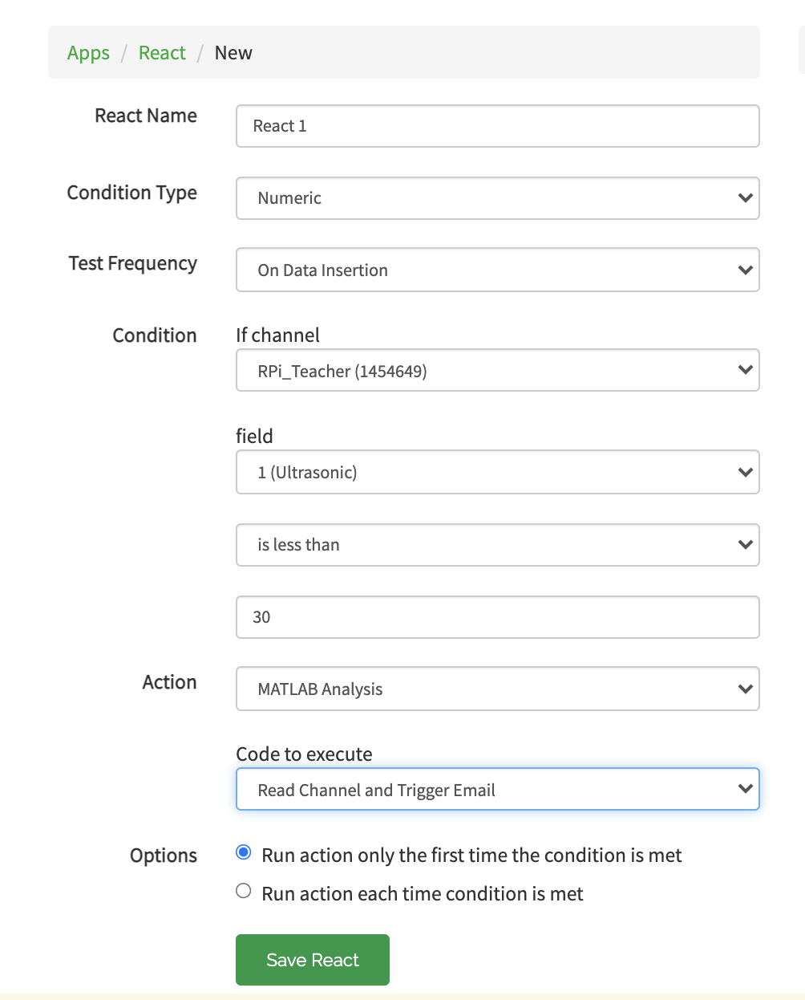 Apps / React / New
React Name
React 1
Condition Type
Numeric
Test Frequency
On Data Insertion
Condition
If channel
RPi_Teacher (1454649)
field
1 (Ultrasonic)
is less than
30
Action
MATLAB Analysis
Code to execute
Read Channel and Trigger Email
Options
Run action only the first time the condition is met
Run action each time condition is met
Save React